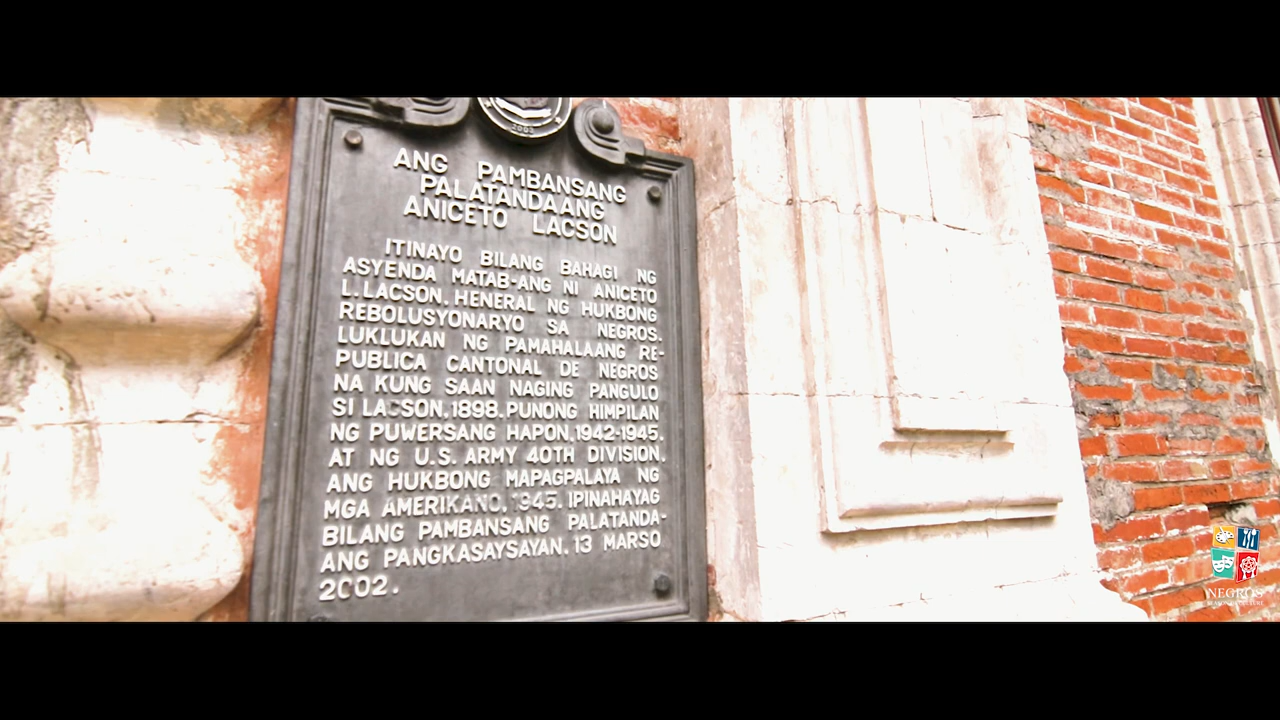 2003
ANG PAMBANSANG
PALATANDAANG
ANICETO LACSON
ITINAYO BILANG BAHAGI NG
ASYENDA MATAB-ANG NI ANICETO
L. LACSON, HENERAL NG HUKBONG
REBOLUSYONARYO SA NEGROS.
LUKLUKAN NG PAMAHALAANG RE-
PUBLICA CANTONAL DE NEGROS
NA KUNG SAAN NAGING PANGULO
SI LACSON, 1898. PUNONG HIMPILAN
NG PUWERSANG HAPON, 1942-1945.
AT NG U.S. ARMY 40TH DIVISION,
ANG HUKBONG MAPAGPALAYA NG
MGA AMERIKANO, 1945. IPINAHAYAG
BILANG PAMBANSANG PALATANDA-
ANG PANGKASAYSAYAN. 13 MARSO
2002.
NEGROS